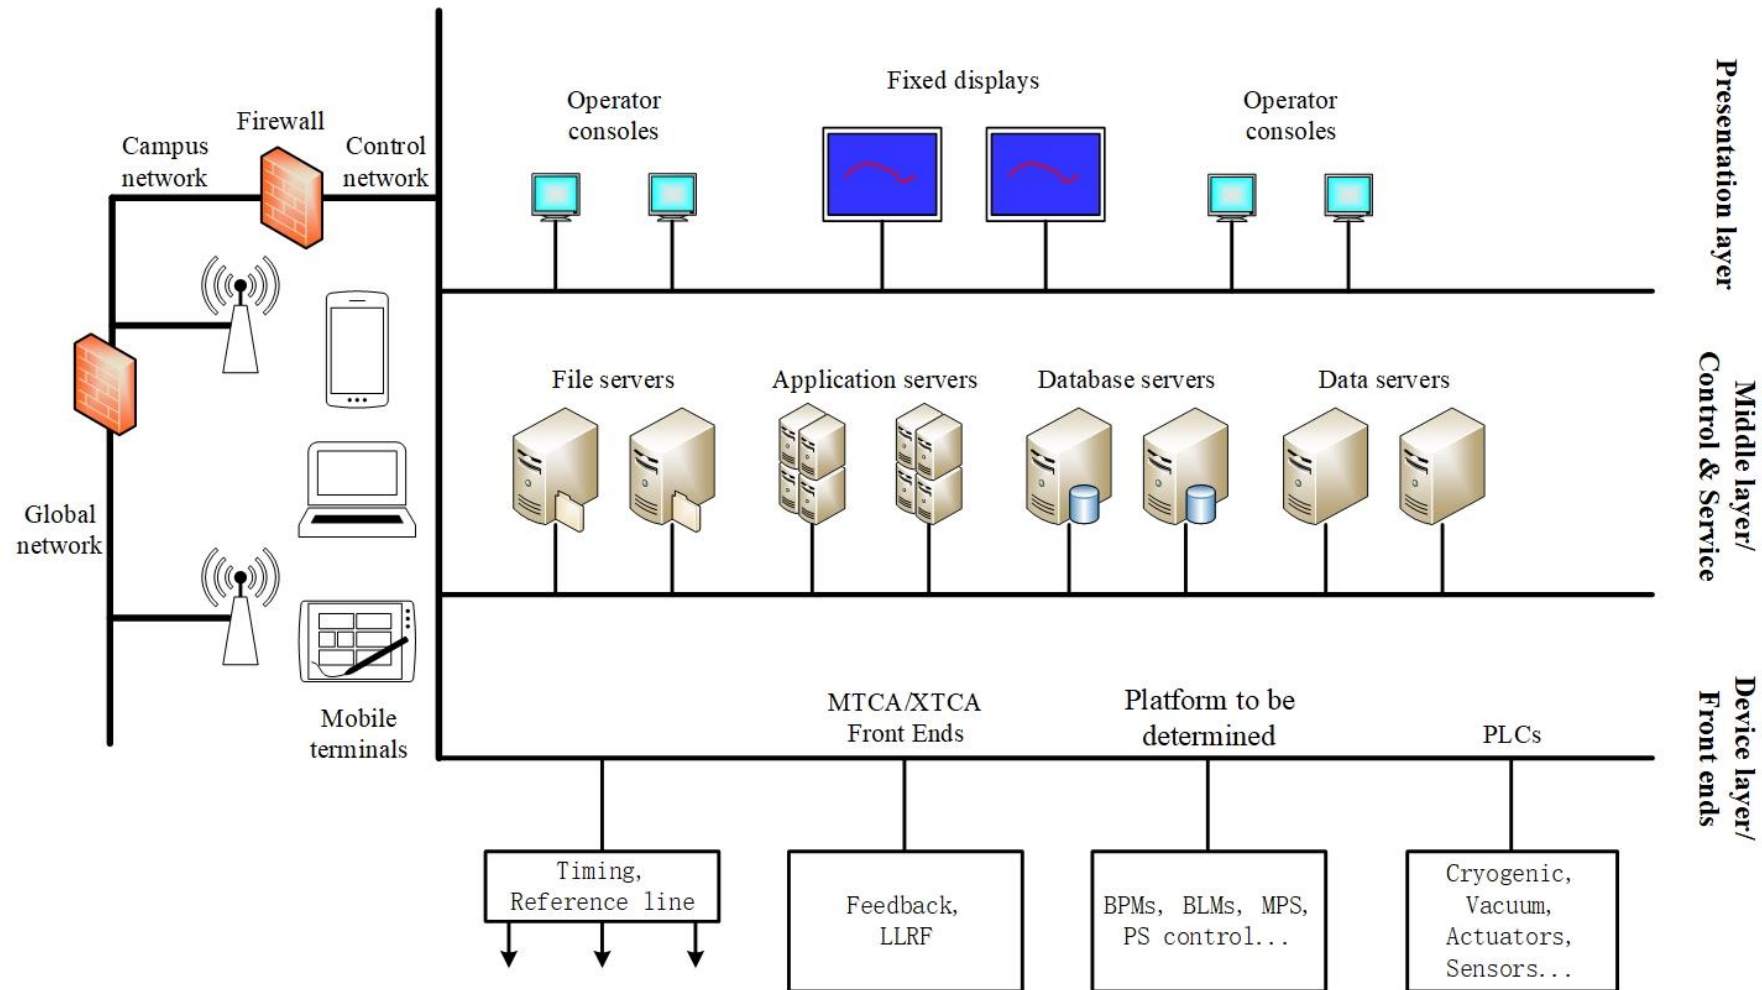 Firewall
Campus
network
Control
network
Global
network
Mobile
terminals
Operator
consoles
Fixed displays
Operator
consoles
Presentation layer
File servers
Application servers
Database servers
Data servers
Middle layer/
Control & Service
MTCA/XTCA
Front Ends
Platform to be
determined
PLCs
Device layer/
Front ends
Timing,
Reference line
Feedback,
LLRF
BPMs, BLMs, MPS,
PS control...
Cryogenic,
Vacuum,
Actuators,
Sensors...